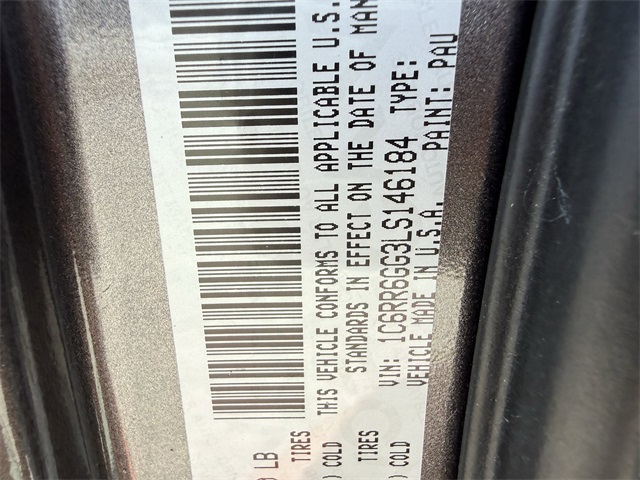 LB TIRES
) COLD
THIS VEHICLE CONFORMS TO ALL APPLICABLE U.S.
STANDARDS IN EFFECT ON THE DATE OF MAN
TIRES
) COLD
VIN: 1C6RR6GG3LS146184 TYPE:
VEHICLE MADE IN U.S.A. PAINT: PAU